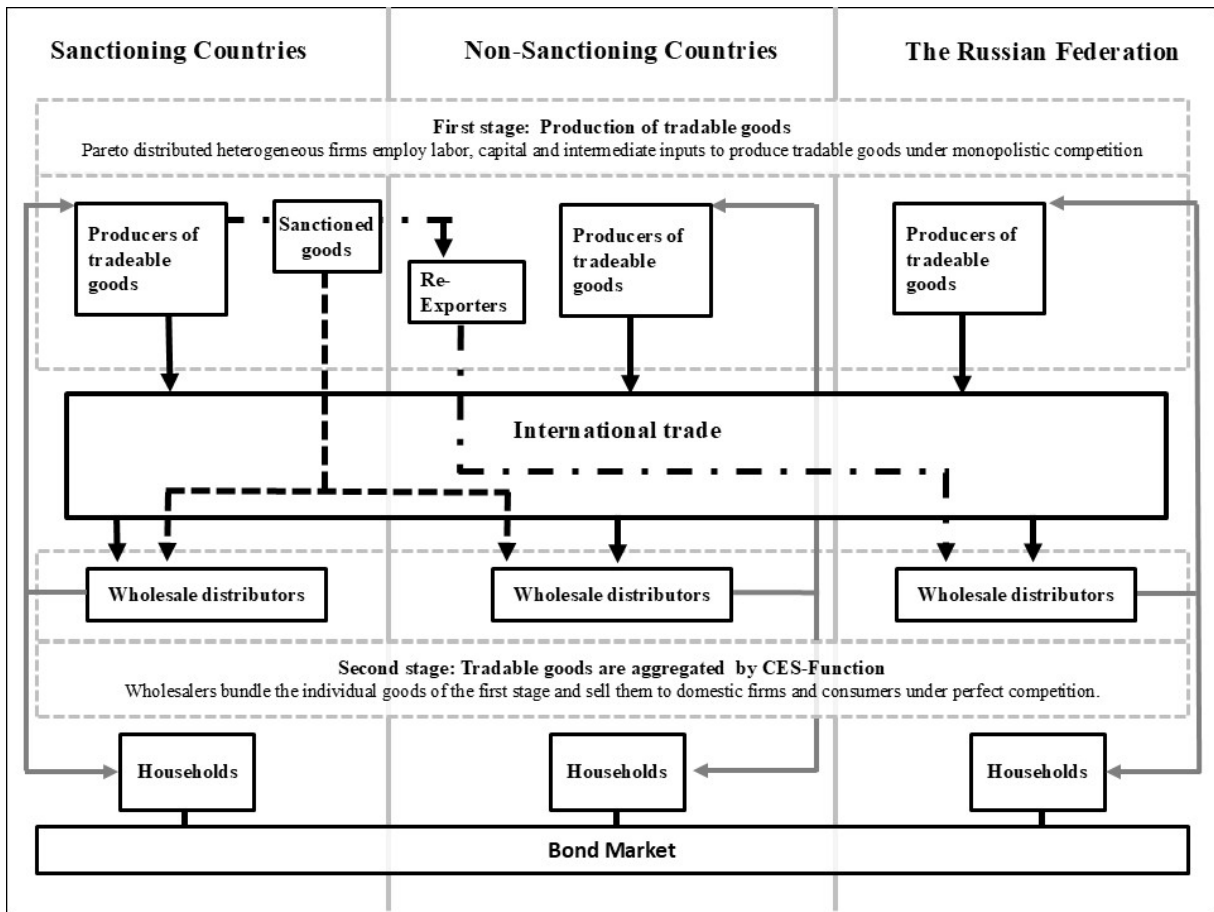 Sanctioning Countries
Non-Sanctioning Countries
The Russian Federation
First stage: Production of tradable goods
Pareto distributed heterogeneous firms employ labor, capital and intermediate inputs to produce tradable goods under monopolistic competition
Producers of
tradeable
goods
Sanctioned
goods
Re-
Exporters
Producers of
tradeable
goods
Producers of
tradeable
goods
International trade
Wholesale distributors
Wholesale distributors
Wholesale distributors
Second stage: Tradable goods are aggregated by CES-Function
Wholesalers bundle the individual goods of the first stage and sell them to domestic firms and consumers under perfect competition.
Households
Households
Households
Bond Market